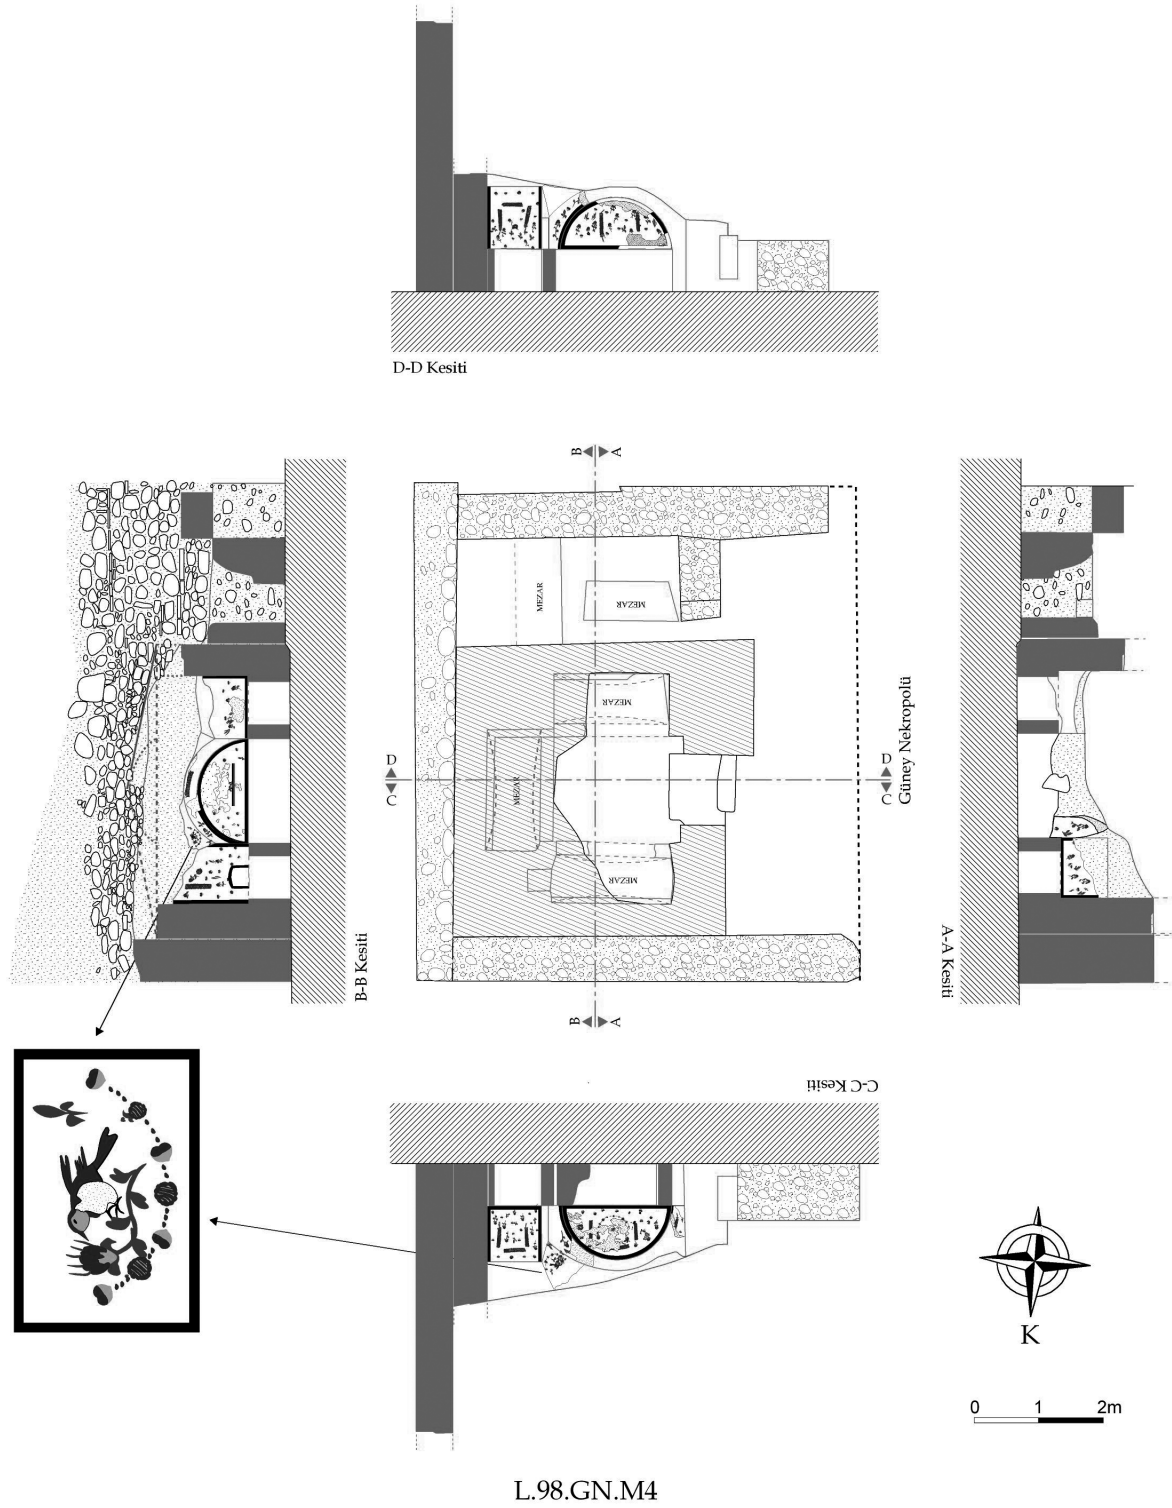 D-D Kesiti
B
A
MEZAR
MEZAR
MEZAR
MEZAR
MEZAR
D
C
D
C
Güney Nekropolü
B-B Kesiti
A-A Kesiti
B
A
C-C Kesiti
K
0 1 2m
L.98.GN.M4